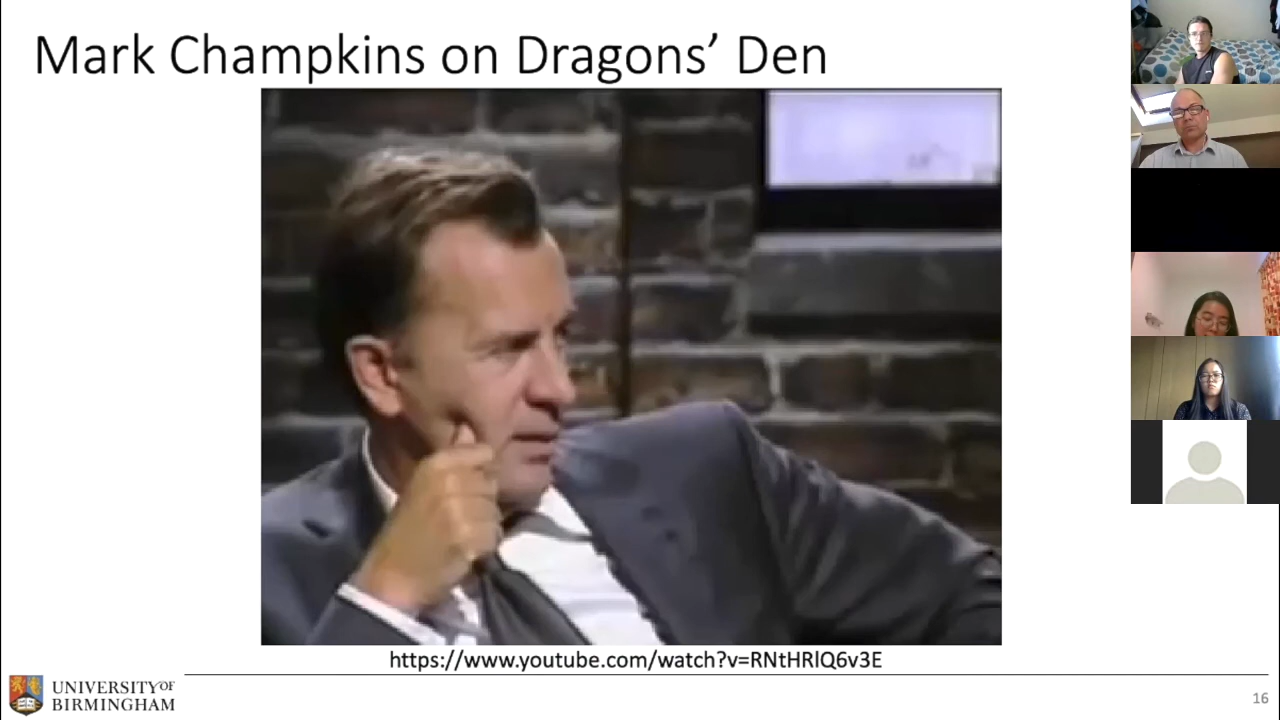 Mark Champkins on Dragons’ Den
https://www.youtube.com/watch?v=RNtHRlQ6v3E
UNIVERSITY OF
BIRMINGHAM
16